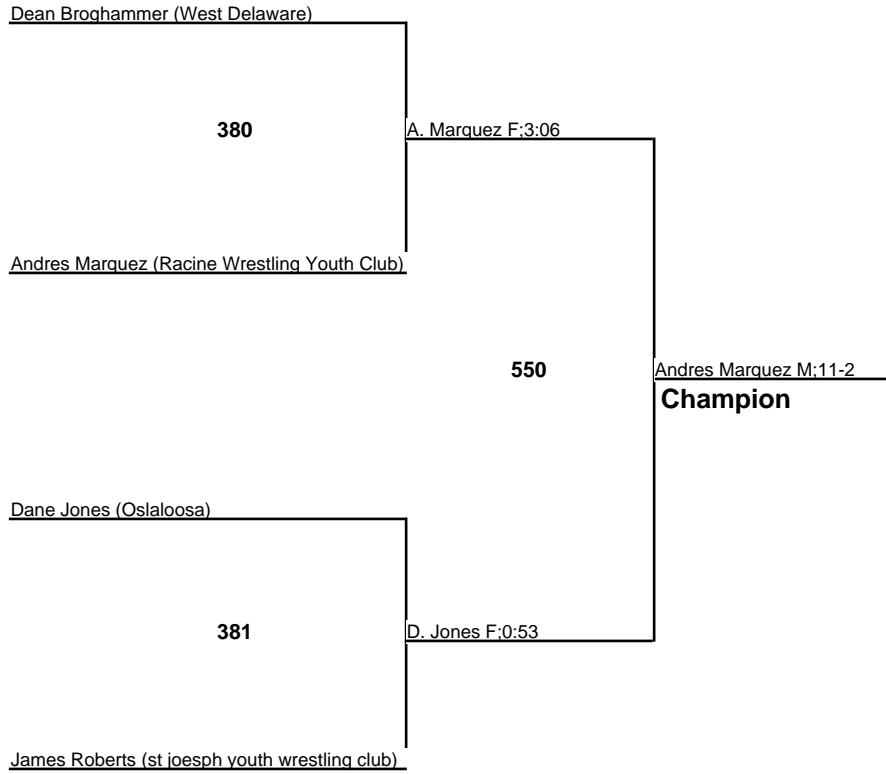 Dean Broghammer (West Delaware)
380
A. Marquez F;3:06
Andres Marquez (Racine Wrestling Youth Club)
550
Andres Marquez M;11-2
Champion
Dane Jones (Oslaloosa)
381
D. Jones F;0:53
James Roberts (st joesph youth wrestling club)